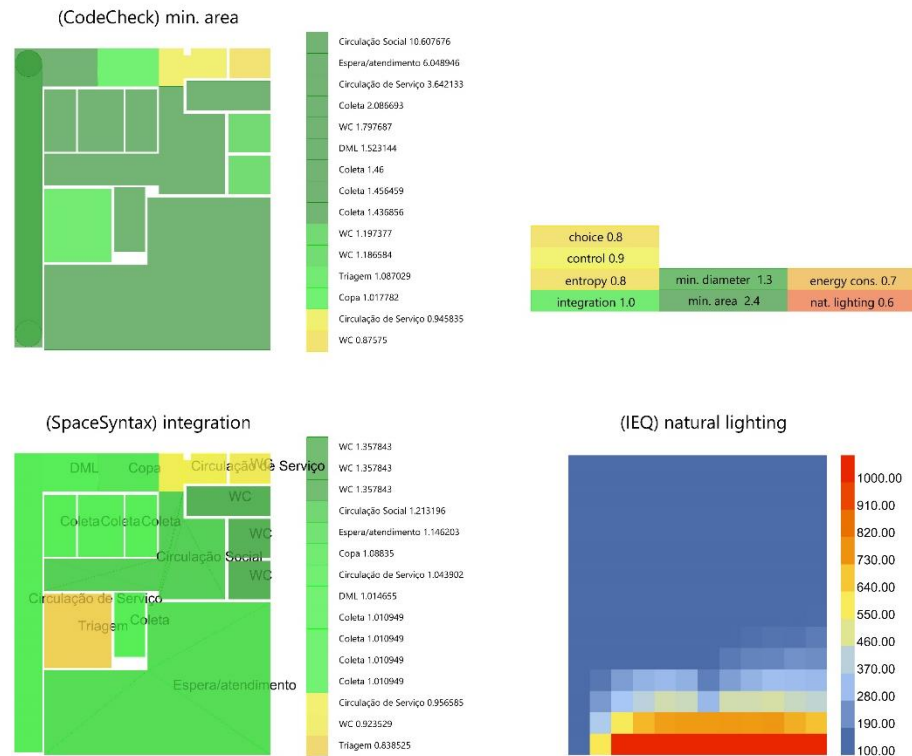 (CodeCheck) min. area
Circulação Social 10.607676
Espera/atendimento 6.048946
Circulação de Serviço 3.642133
Coleta 2.086693
WC 1.797687
DML 1.523144
Coleta 1.46
Coleta 1.456459
Coleta 1.436856
WC 1.197377
WC 1.186584
Triagem 1.087029
Copa 1.017782
Circulação de Serviço 0.945835
WC 0.87575
choice 0.8
control 0.9
entropy 0.8
min. diameter 1.3
energy cons. 0.7
integration 1.0
min. area 2.4
nat. lighting 0.6
(SpaceSyntax) integration
DML
Copa
Circulação de Serviço
WC
WC
Coleta
Coleta
Coleta
WC
Circulação Social
WC
Circulação de Serviço
Triagem
Coleta
Espera/atendimento
WC 1.357843
WC 1.357843
WC 1.357843
Circulação Social 1.213196
Espera/atendimento 1.146203
Copa 1.08835
Circulação de Serviço 1.043902
DML 1.014655
Coleta 1.010949
Coleta 1.010949
Coleta 1.010949
Coleta 1.010949
Circulação de Serviço 0.956585
WC 0.923529
Triagem 0.838525
(IEQ) natural lighting
1000.00
910.00
820.00
730.00
640.00
550.00
460.00
370.00
280.00
190.00
100.00